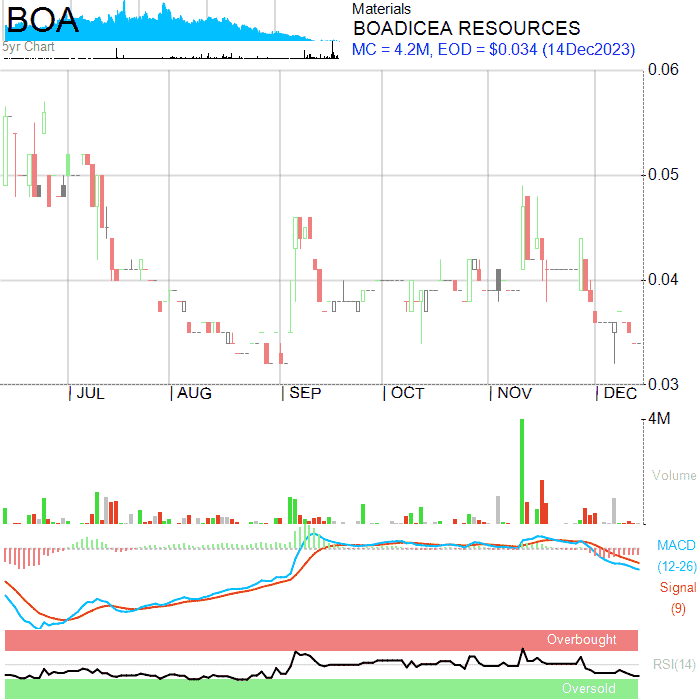 BOA
5yr Chart
Materials
BOADICEA RESOURCES
MC = 4.2M, EOD = $0.034 (14Dec2023)
0.06
0.05
0.04
0.03
JUL AUG SEP OCT NOV DEC
4M
Volume
MACD
(12-26)
Signal
(9)
Overbought
RSI(14)
Oversold